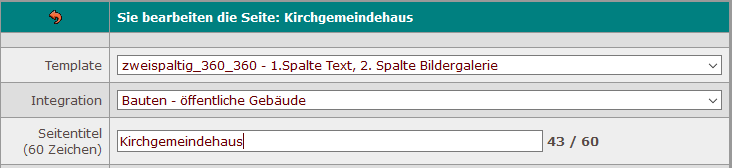 Sie bearbeiten die Seite: Kirchgemeindehaus
Template zweispaltig_360_360 - 1.Spalte Text, 2. Spalte Bildergalerie
Integration Bauten - öffentliche Gebäude
Seitentitel
(60 Zeichen) Kirchgemeindehaus 43 / 60